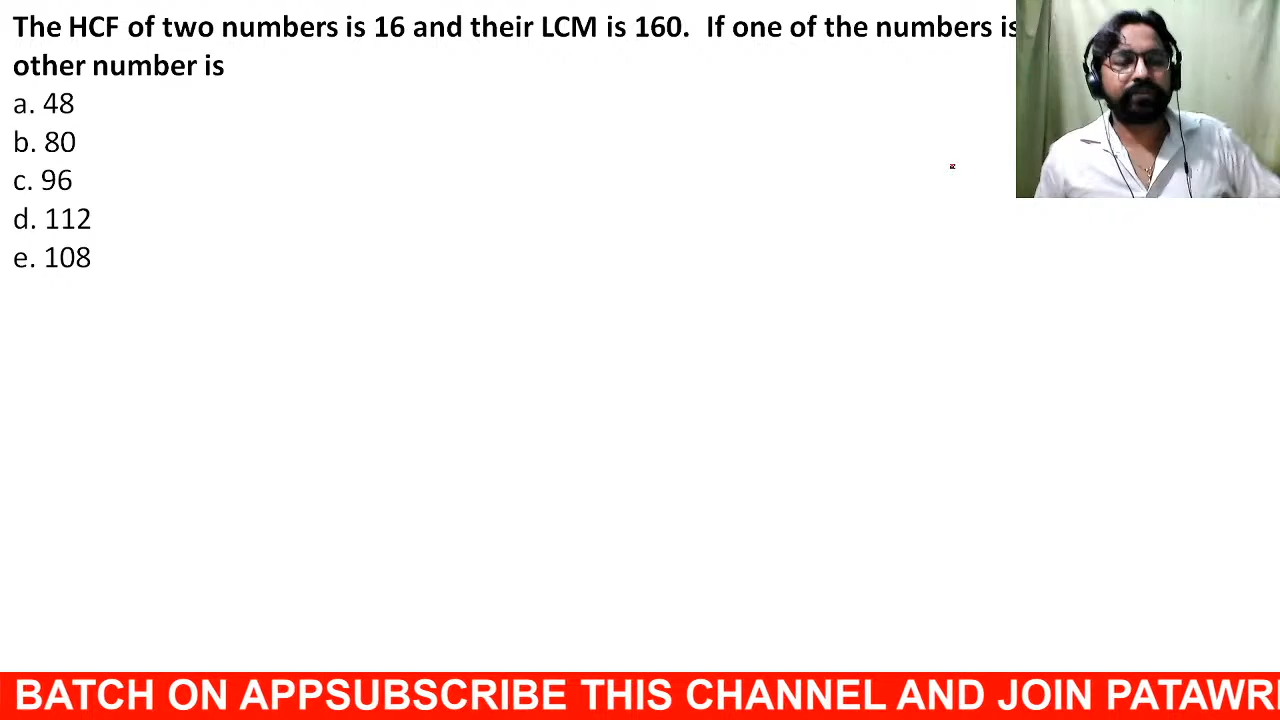 The HCF of two numbers is 16 and their LCM is 160. If one of the numbers is
other number is
a. 48
b. 80
c. 96
d. 112
e. 108
BATCH ON APPSUBSCRIBE THIS CHANNEL AND JOIN